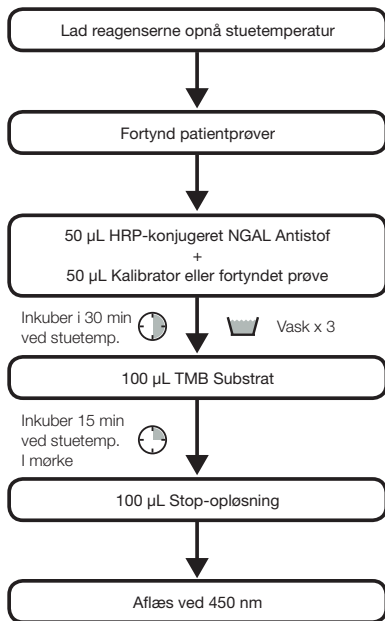 Lad reagenserne opnå stuetemperatur
Fortynd patientprøver
50 µL HRP-konjugeret NGAL Antistof
+
50 µL Kalibrator eller fortyndet prøve
Inkuber i 30 min
ved stuetemp.
Vask x 3
100 µL TMB Substrat
Inkuber 15 min
ved stuetemp.
I mørke
100 µL Stop-opløsning
Aflæs ved 450 nm